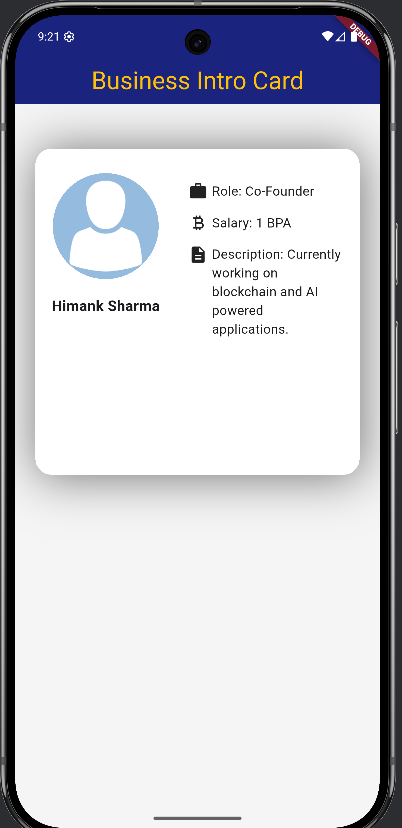 9:21
DEBUG
Business Intro Card
Role: Co-Founder
Salary: 1 BPA
Description: Currently
working on
blockchain and AI
powered
applications.
Himank Sharma